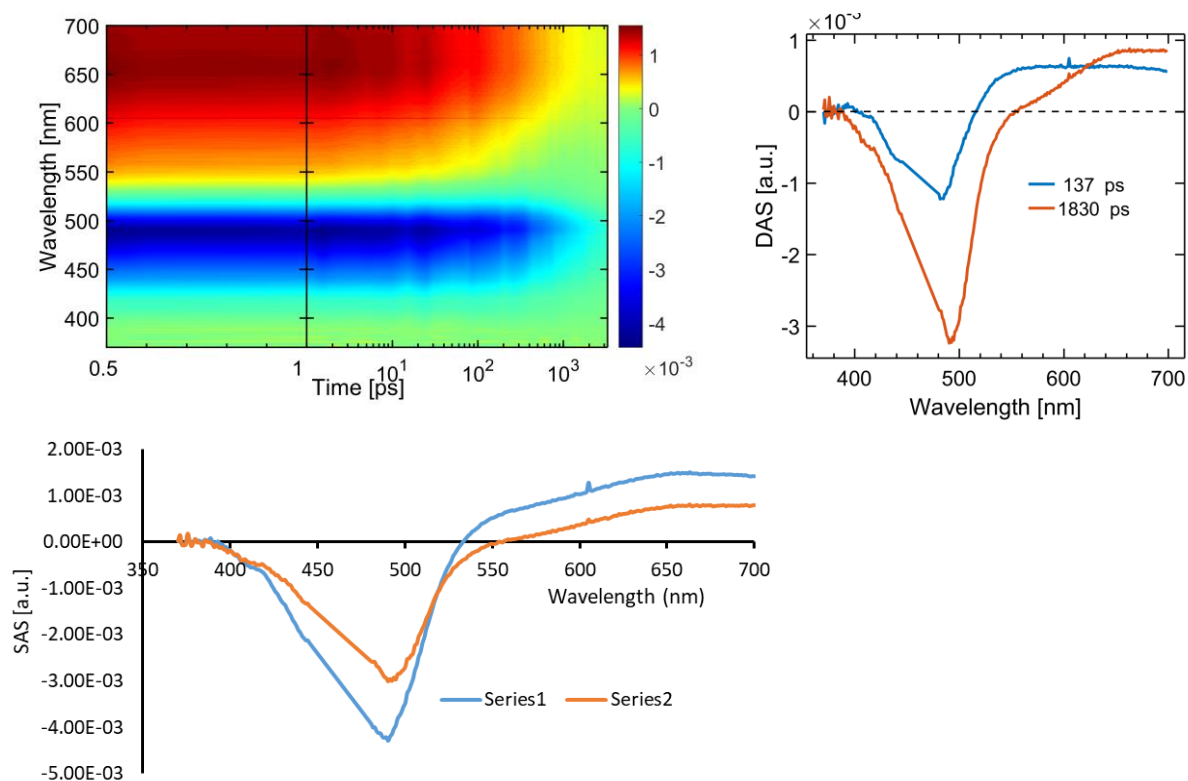 700
650
600
550
500
450
400
Wavelength [nm]
0.5
1
10¹
10²
10³
Time [ps]
1
0
-1
-2
-3
-4
×10⁻³
1
0
-1
-2
-3
DAS [a.u.]
137 ps
1830 ps
400
500
600
700
Wavelength [nm]
2.00E-03
1.00E-03
0.00E+00
-1.00E-03
-2.00E-03
-3.00E-03
-4.00E-03
-5.00E-03
SAS [a.u.]
350
400
450
500
550
600
650
700
Wavelength (nm)
Series1
Series2